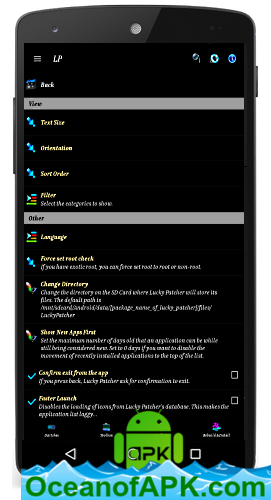 LP
Back
View
Text Size
Orientation
Sort Order
Filter
Select the categories to show.
Other
Language
Force set root check
If you have exotic root, you can force set root to root or non-root.
Change Directory
Change the directory on the SD Card where Lucky Patcher will store its
files. The default path is
/mnt/sdcard/Android/data/[package_name_of_lucky_patcher]/files/
LuckyPatcher
Show New Apps First
Set the maximum number of days old that an application can be while
still being considered new. Set to 0 days if you want to disable the
movement of recently installed applications to the top of the list.
Confirm exit from the app
If you press back, Lucky Patcher ask for confirmation to exit.
Faster Launch
Disables the loading of icons from Lucky Patcher's database. This makes the
application list laggy...
APK
OceanofAPK.com